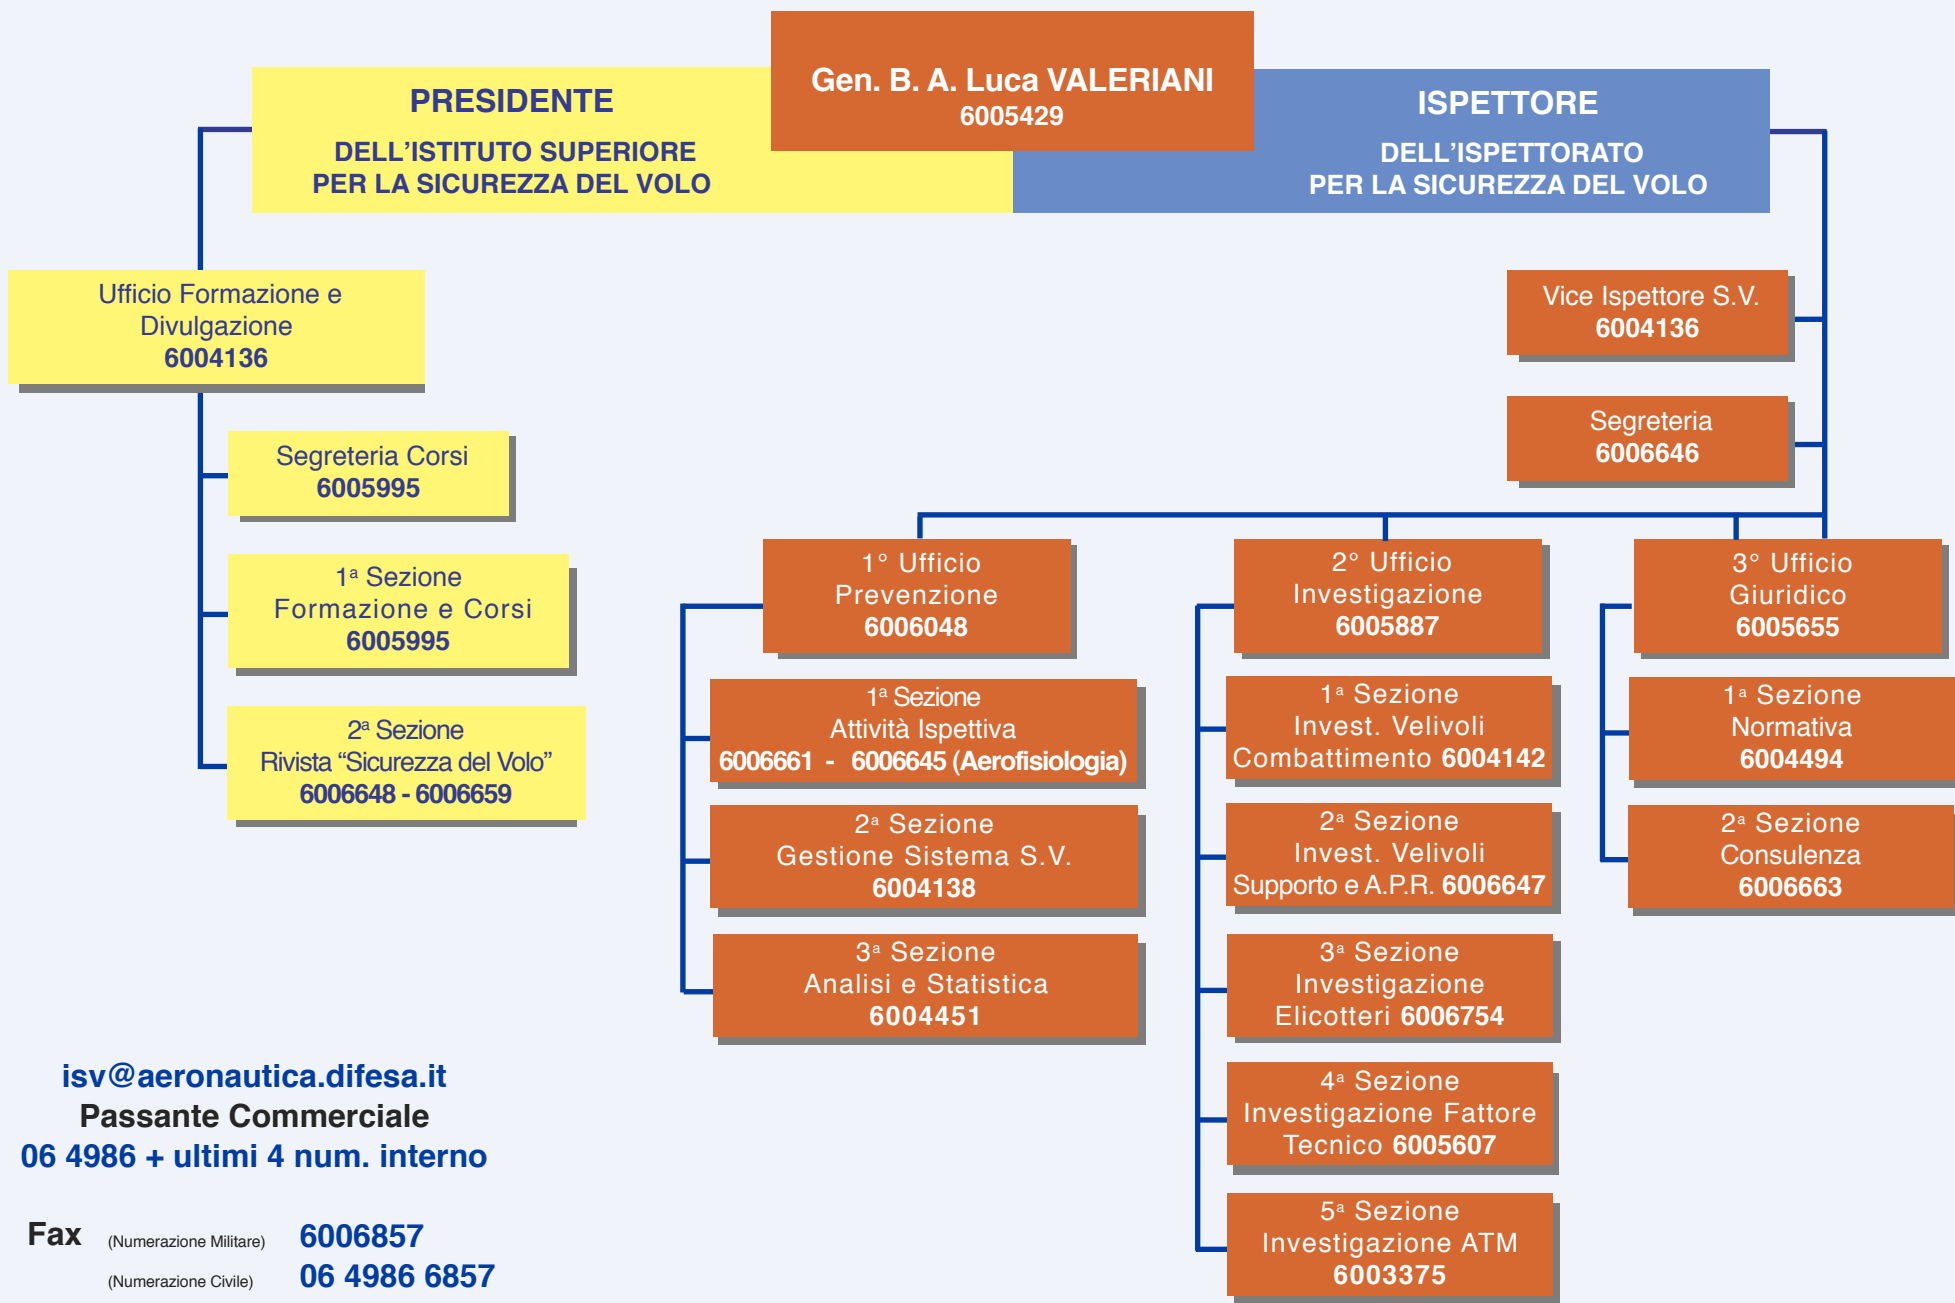 Gen. B. A. Luca VALERIANI
6005429
PRESIDENTE
DELL’ISTITUTO SUPERIORE
PER LA SICUREZZA DEL VOLO
ISPETTORE
DELL’ISPETTORATO
PER LA SICUREZZA DEL VOLO
Ufficio Formazione e
Divulgazione
6004136
Segreteria Corsi
6005995
1ª Sezione
Formazione e Corsi
6005995
2ª Sezione
Rivista “Sicurezza del Volo”
6006648 - 6006659
Vice Ispettore S.V.
6004136
Segreteria
6006646
1° Ufficio
Prevenzione
6006048
1ª Sezione
Attività Ispettiva
6006661 - 6006645 (Aerofisiologia)
2ª Sezione
Gestione Sistema S.V.
6004138
3ª Sezione
Analisi e Statistica
6004451
2° Ufficio
Investigazione
6005887
1ª Sezione
Invest. Velivoli
Combattimento 6004142
2ª Sezione
Invest. Velivoli
Supporto e A.P.R. 6006647
3ª Sezione
Investigazione
Elicotteri 6006754
4ª Sezione
Investigazione Fattore
Tecnico 6005607
5ª Sezione
Investigazione ATM
6003375
3° Ufficio
Giuridico
6005655
1ª Sezione
Normativa
6004494
2ª Sezione
Consulenza
6006663
isv@aeronautica.difesa.it
Passante Commerciale
06 4986 + ultimi 4 num. interno
Fax (Numerazione Militare) 6006857
(Numerazione Civile) 06 4986 6857